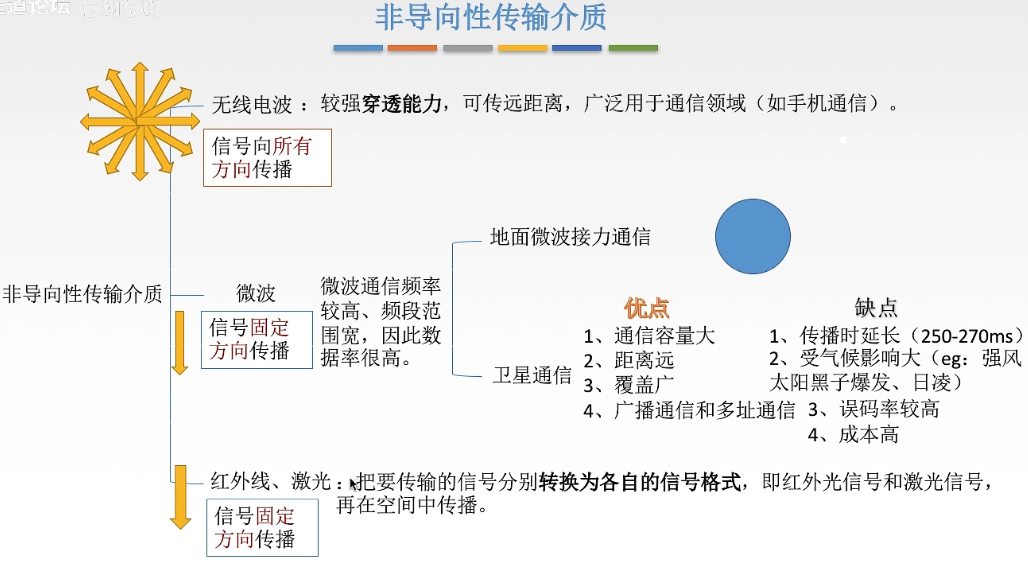 非导向性传输介质
无线电波：较强穿透能力，可传远距离，广泛用于通信领域（如手机通信）。
信号向所有
方向传播
非导向性传输介质
微波
信号固定
方向传播
微波通信频率
较高、频段范
围宽，因此数
据率很高。
地面微波接力通信
卫星通信
优点
1、通信容量大
2、距离远
3、覆盖广
4、广播通信和多址通信
缺点
1、传播时延长（250-270ms）
2、受气候影响大（eg：强风
太阳黑子爆发、日凌）
3、误码率较高
4、成本高
红外线、激光：把要传输的信号分别转换为各自的信号格式，即红外光信号和激光信号，
再在空间中传播。
信号固定
方向传播